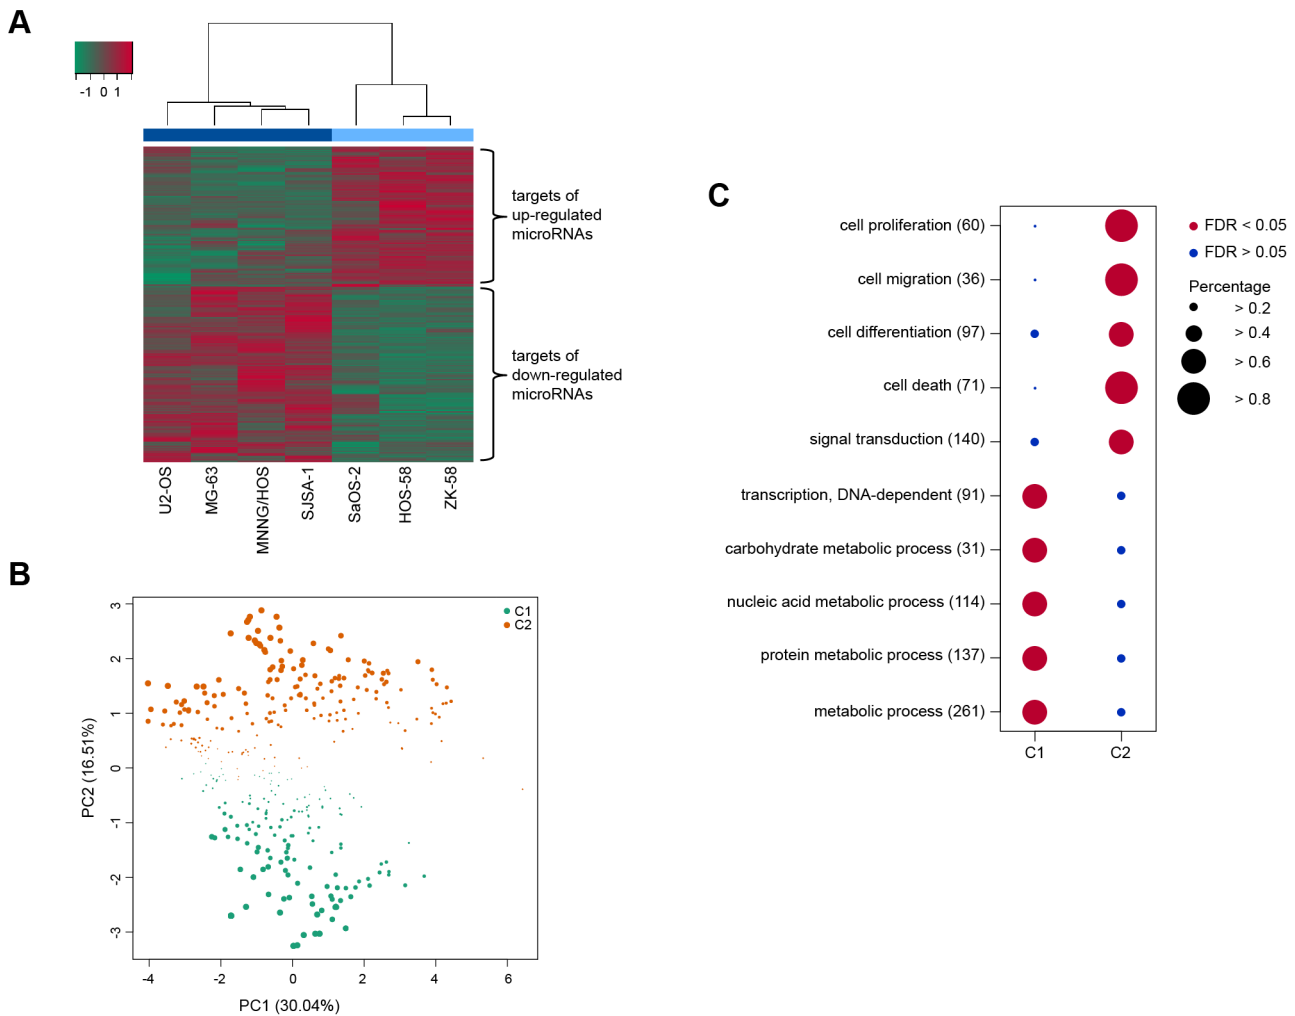 A
-1 0 1
targets of
up-regulated
microRNAs
targets of
down-regulated
microRNAs
U2-OS
MG-63
MNNG/HOS
SJSA-1
SaOS-2
HOS-58
ZK-58
B
C1
C2
3
2
1
0
-1
-2
-3
PC2 (16.51%)
-4 -2 0 2 4 6
PC1 (30.04%)
C
cell proliferation (60)
cell migration (36)
cell differentiation (97)
cell death (71)
signal transduction (140)
transcription, DNA-dependent (91)
carbohydrate metabolic process (31)
nucleic acid metabolic process (114)
protein metabolic process (137)
metabolic process (261)
C1 C2
FDR < 0.05
FDR > 0.05
Percentage
> 0.2
> 0.4
> 0.6
> 0.8